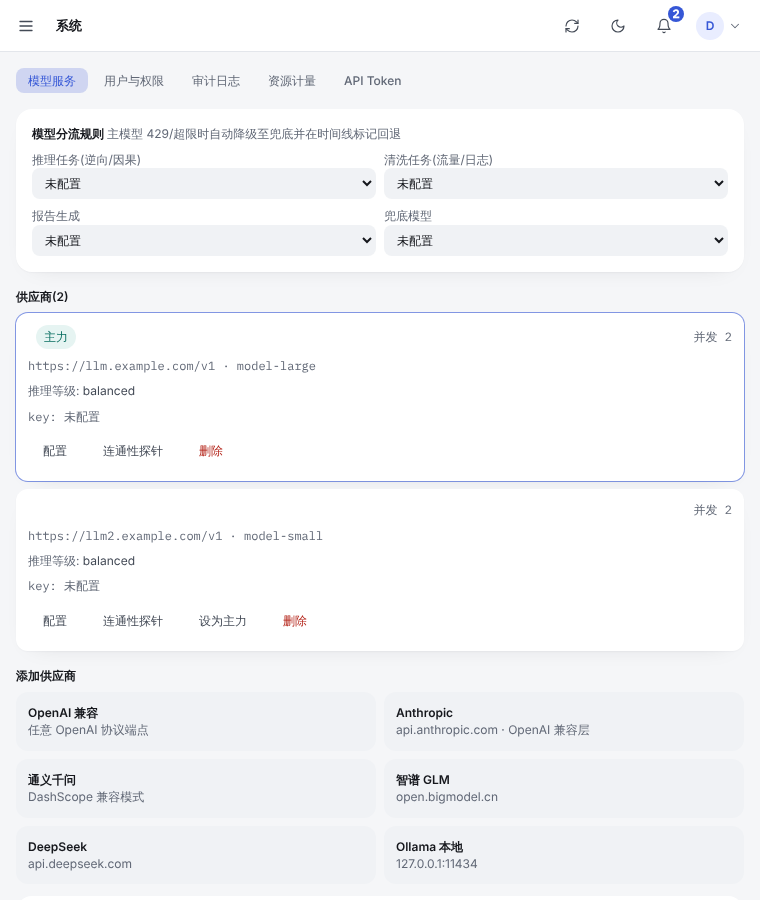 系统
2
D
模型服务 用户与权限 审计日志 资源计量 API Token
模型分流规则 主模型 429/超限时自动降级至兜底并在时间线标记回退
推理任务(逆向/因果) 清洗任务(流量/日志)
未配置 未配置
报告生成 兜底模型
未配置 未配置
供应商(2)
主力 并发 2
https://llm.example.com/v1 · model-large
推理等级: balanced
key: 未配置
配置 连通性探针 删除
并发 2
https://llm2.example.com/v1 · model-small
推理等级: balanced
key: 未配置
配置 连通性探针 设为主力 删除
添加供应商
OpenAI 兼容 Anthropic
任意 OpenAI 协议端点 api.anthropic.com · OpenAI 兼容层
通义千问 智谱 GLM
DashScope 兼容模式 open.bigmodel.cn
DeepSeek Ollama 本地
api.deepseek.com 127.0.0.1:11434